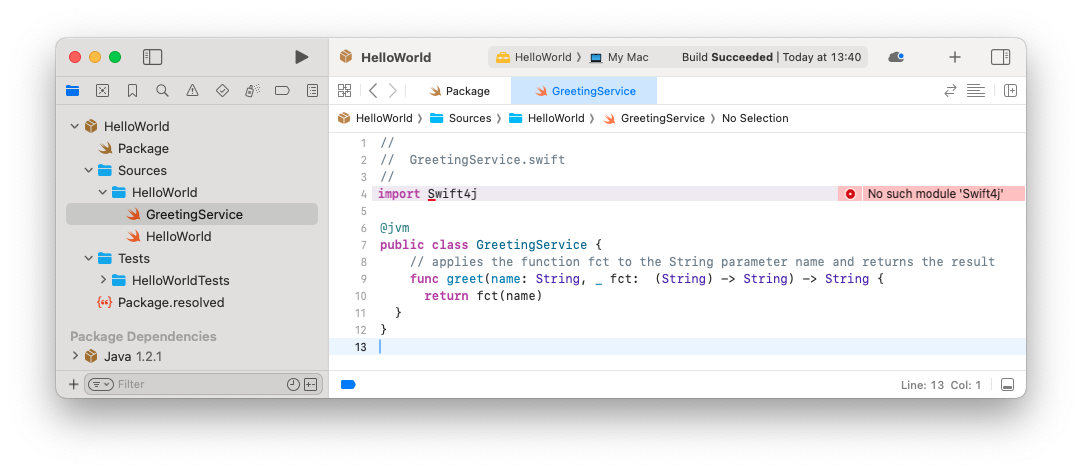 HelloWorld
HelloWorld 〉 My Mac
Build Succeeded | Today at 13:40
Package
GreetingService
HelloWorld 〉 Sources 〉 HelloWorld 〉 GreetingService 〉 No Selection
HelloWorld
Package
Sources
HelloWorld
GreetingService
HelloWorld
Tests
HelloWorldTests
Package.resolved
Package Dependencies
Java 1.2.1
Filter
1 //
2 //  GreetingService.swift
3 //
4 import Swift4j
No such module 'Swift4j'
5
6 @jvm
7 public class GreetingService {
8     // applies the function fct to the String parameter name and returns the result
9     func greet(name: String, _ fct:  (String) -> String) -> String {
10       return fct(name)
11   }
12 }
13
Line: 13  Col: 1